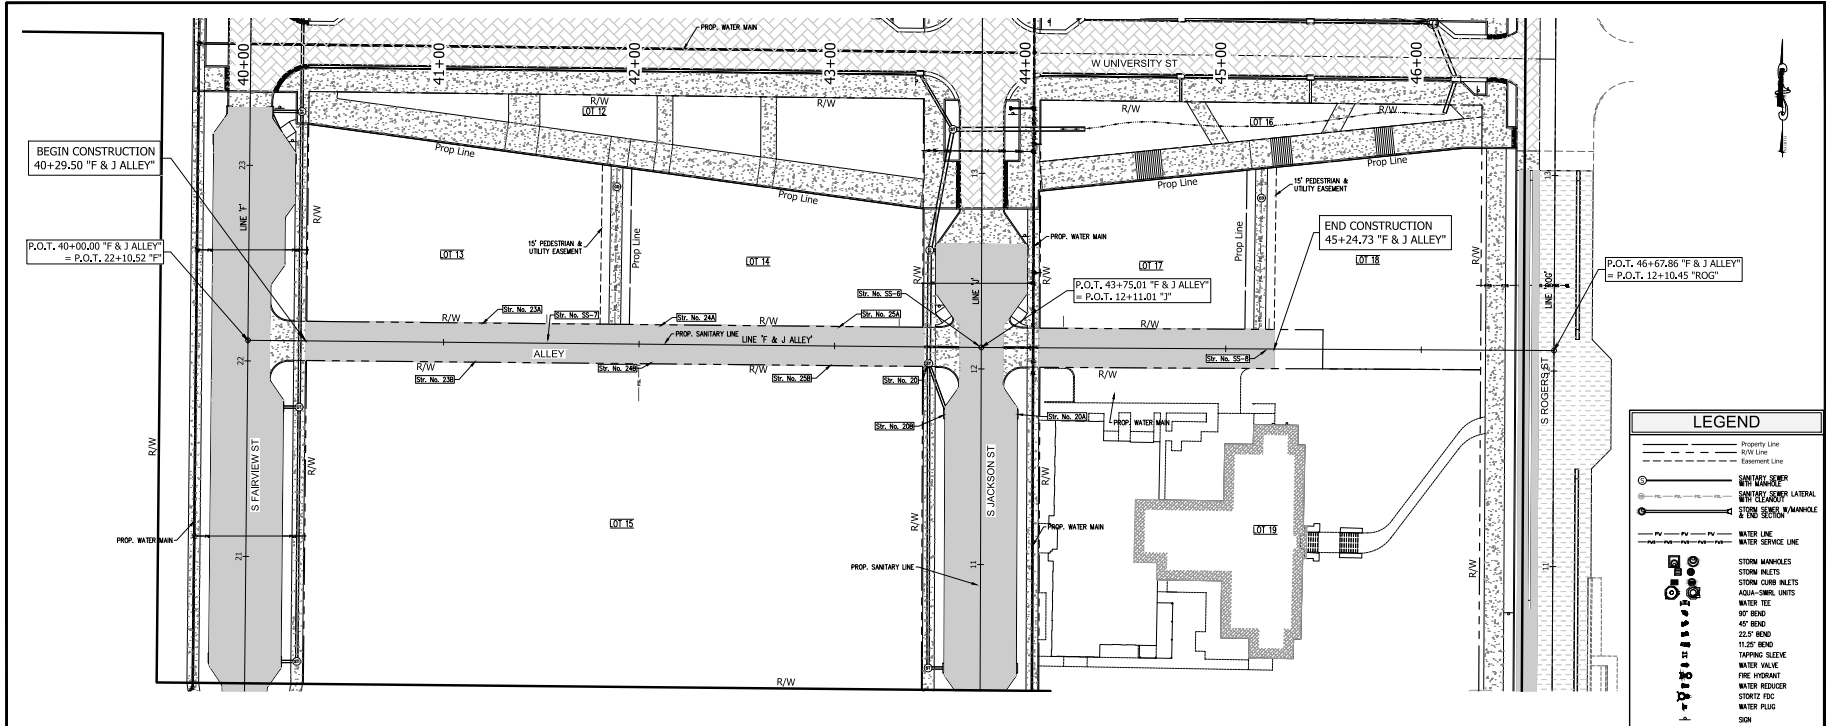 PROP. WATER MAIN
40+00
41+00
42+00
43+00
44+00
45+00
46+00
W UNIVERSITY ST
R/W
LOT 12
R/W
R/W
LOT 16
R/W
BEGIN CONSTRUCTION
40+29.50 "F & J ALLEY"
23
Prop Line
Prop Line
13
Prop Line
Prop Line
13
15' PEDESTRIAN &
UTILITY EASEMENT
LINE 'F'
R/W
P.O.T. 40+00.00 "F & J ALLEY"
= P.O.T. 22+10.52 "F"
LOT 13
15' PEDESTRIAN &
UTILITY EASEMENT
Prop Line
LOT 14
R/W
PROP. WATER MAIN
LINE 'J'
LOT 17
Prop Line
END CONSTRUCTION
45+24.73 "F & J ALLEY"
LOT 18
R/W
LINE 'ROG'
P.O.T. 46+67.86 "F & J ALLEY"
= P.O.T. 12+10.45 "ROG"
P.O.T. 43+75.01 "F & J ALLEY"
= P.O.T. 12+11.01 "J"
Str. No. SS-6
R/W
Str. No. 23A
Str. No. SS-7
Str. No. 24A
R/W
Str. No. 25A
R/W
PROP. SANITARY LINE
LINE 'F & J ALLEY'
ALLEY
22
R/W
Str. No. 23B
Str. No. 24B
R/W
Str. No. 25B
Str. No. 20
12
Str. No. SS-8
R/W
Str. No. 20B
Str. No. 20A
PROP. WATER MAIN
R/W
S FAIRVIEW ST
R/W
S JACKSON ST
R/W
R/W
S ROGERS ST
LOT 15
PROP. WATER MAIN
LOT 19
PROP. WATER MAIN
21
PROP. SANITARY LINE
11
R/W
11
R/W
LEGEND
Property Line
R/W Line
Easement Line
SANITARY SEWER
WITH MANHOLE
SANITARY SEWER LATERAL
WITH CLEANOUT
STORM SEWER W/MANHOLE
& END SECTION
WATER LINE
WATER SERVICE LINE
STORM MANHOLES
STORM INLETS
STORM CURB INLETS
AQUA-SWIRL UNITS
WATER TEE
90° BEND
45° BEND
22.5° BEND
11.25° BEND
TAPPING SLEEVE
WATER VALVE
FIRE HYDRANT
WATER REDUCER
STORTZ FDC
WATER PLUG
SIGN